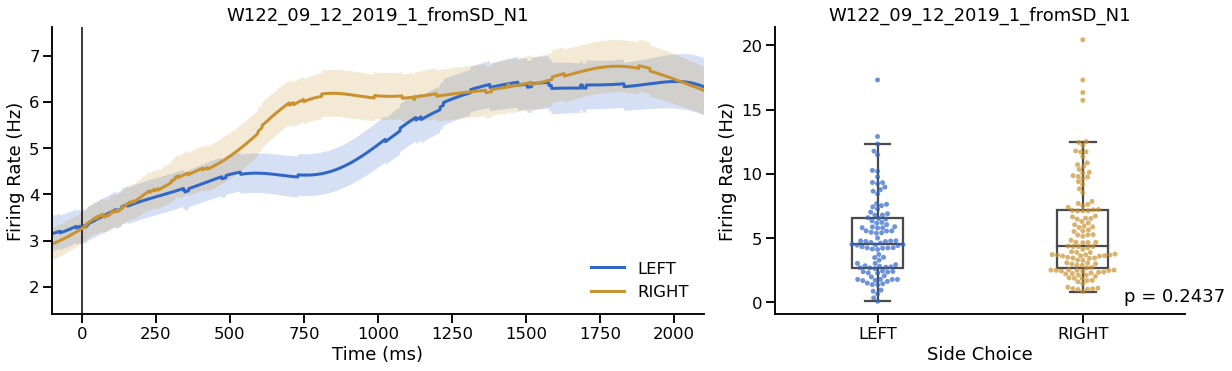 W122_09_12_2019_1_fromSD_N1
Firing Rate (Hz)
7
6
5
4
3
2
LEFT
RIGHT
0
250
500
750
1000
1250
1500
1750
2000
Time (ms)
W122_09_12_2019_1_fromSD_N1
Firing Rate (Hz)
20
15
10
5
0
p = 0.2437
LEFT
RIGHT
Side Choice